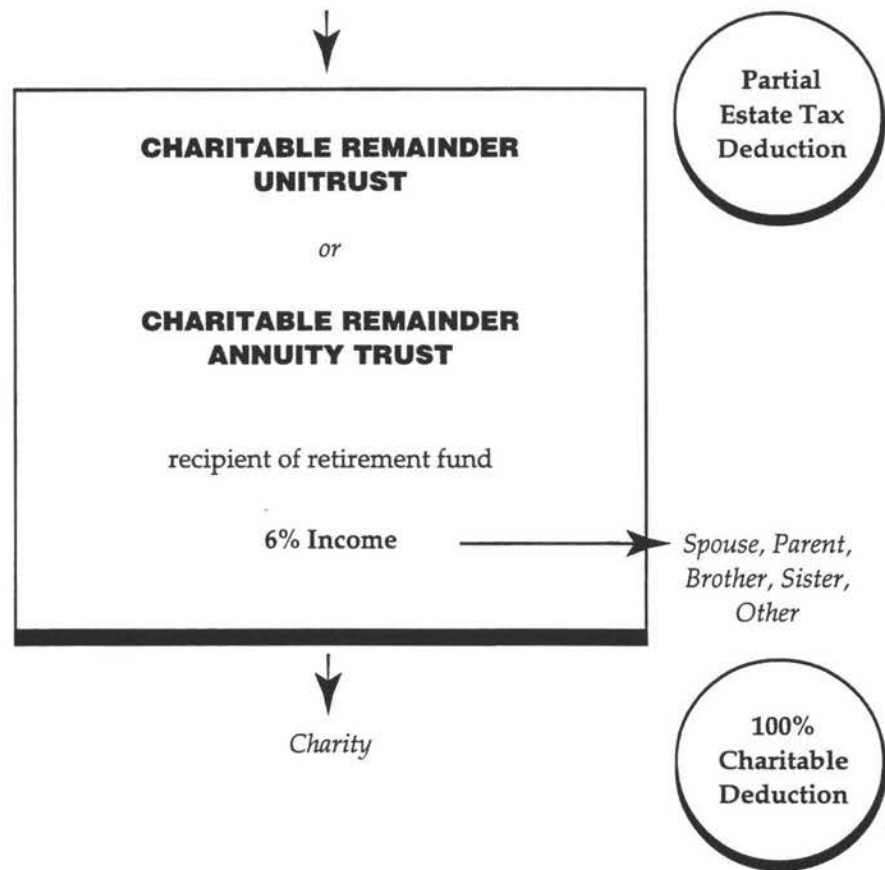 Partial
Estate Tax
Deduction
CHARITABLE REMAINDER
UNITRUST
or
CHARITABLE REMAINDER
ANNUITY TRUST
recipient of retirement fund
6% Income
Spouse, Parent,
Brother, Sister,
Other
Charity
100%
Charitable
Deduction